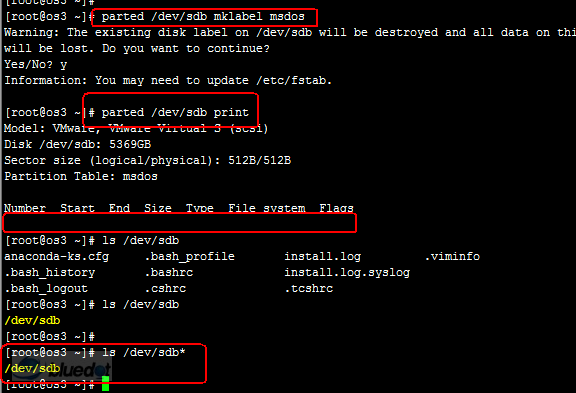 [root@os3 ~]#
[root@os3 ~]# parted /dev/sdb mklabel msdos
Warning: The existing disk label on /dev/sdb will be destroyed and all data on thi
will be lost. Do you want to continue?
Yes/No? y
Information: You may need to update /etc/fstab.
[root@os3 ~]# parted /dev/sdb print
Model: VMware, VMware Virtual S (scsi)
Disk /dev/sdb: 5369GB
Sector size (logical/physical): 512B/512B
Partition Table: msdos
Number Start End Size Type File system Flags
[root@os3 ~]# ls /dev/sdb
anaconda-ks.cfg .bash_profile install.log .viminfo
.bash_history .bashrc install.log.syslog
.bash_logout .cshrc .tcshrc
[root@os3 ~]# ls /dev/sdb
/dev/sdb
[root@os3 ~]#
[root@os3 ~]# ls /dev/sdb*
/dev/sdb
bluedot
[root@os3 ~]#